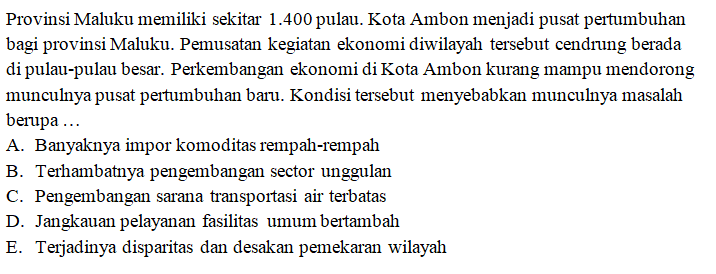 Provinsi Maluku memiliki sekitar 1.400 pulau. Kota Ambon menjadi pusat pertumbuhan
bagi provinsi Maluku. Pemusatan kegiatan ekonomi diwilayah tersebut cendrung berada
di pulau-pulau besar. Perkembangan ekonomi di Kota Ambon kurang mampu mendorong
munculnya pusat pertumbuhan baru. Kondisi tersebut menyebabkan munculnya masalah
berupa …
A. Banyaknya impor komoditas rempah-rempah
B. Terhambatnya pengembangan sector unggulan
C. Pengembangan sarana transportasi air terbatas
D. Jangkauan pelayanan fasilitas umum bertambah
E. Terjadinya disparitas dan desakan pemekaran wilayah